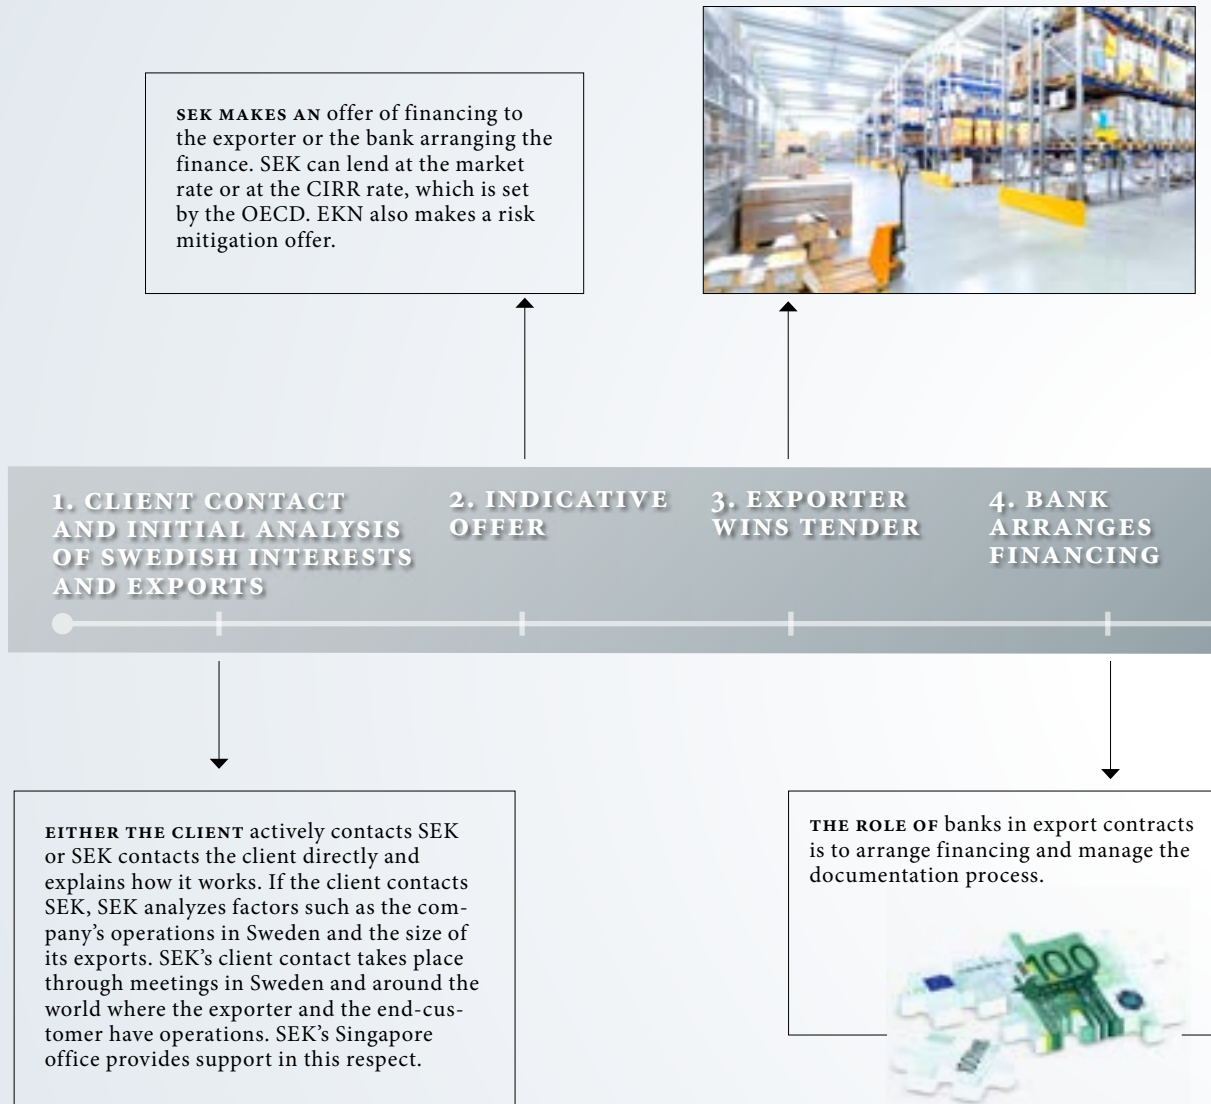 SEK MAKES AN offer of financing to
the exporter or the bank arranging the
finance. SEK can lend at the market
rate or at the CIRR rate, which is set
by the OECD. EKN also makes a risk
mitigation offer.
1. CLIENT CONTACT
AND INITIAL ANALYSIS
OF SWEDISH INTERESTS
AND EXPORTS
2. INDICATIVE
OFFER
3. EXPORTER
WINS TENDER
4. BANK
ARRANGES
FINANCING
EITHER THE CLIENT actively contacts SEK
or SEK contacts the client directly and
explains how it works. If the client contacts
SEK, SEK analyzes factors such as the com-
pany’s operations in Sweden and the size of
its exports. SEK’s client contact takes place
through meetings in Sweden and around the
world where the exporter and the end-cus-
tomer have operations. SEK’s Singapore
office provides support in this respect.
THE ROLE OF banks in export contracts
is to arrange financing and manage the
documentation process.
100